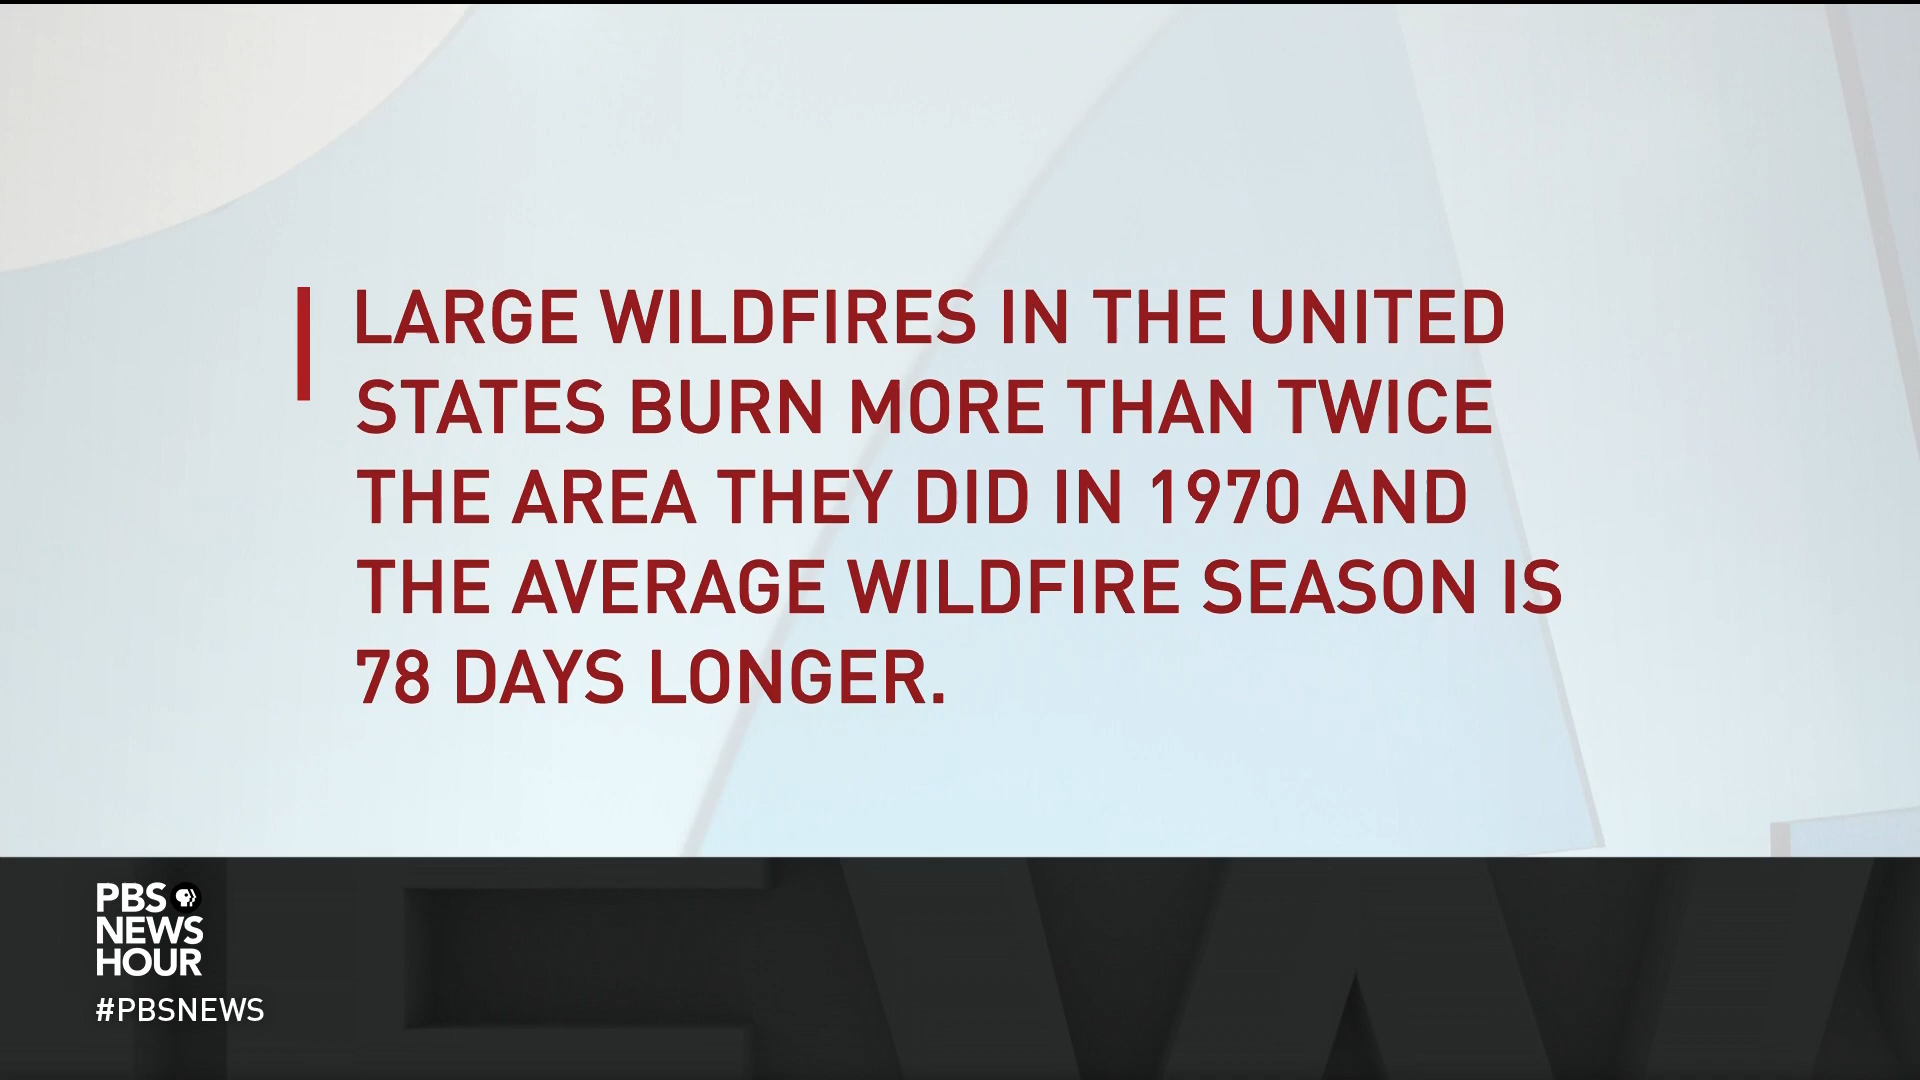 LARGE WILDFIRES IN THE UNITED
STATES BURN MORE THAN TWICE
THE AREA THEY DID IN 1970 AND
THE AVERAGE WILDFIRE SEASON IS
78 DAYS LONGER.
PBS
NEWS
HOUR
#PBSNEWS